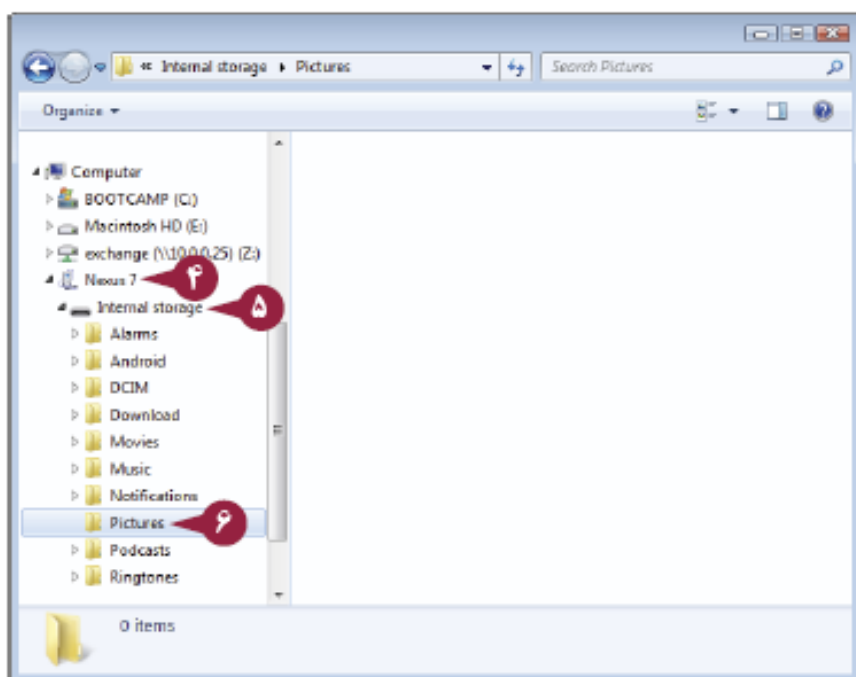 « Internal storage ▸ Pictures Search Pictures
Organize
Computer
BOOTCAMP (C:)
Macintosh HD (E:)
exchange (\\10.0.0.25) (Z:)
Nexus 7 ۴
Internal storage ۵
Alarms
Android
DCIM
Download
Movies
Music
Notifications
Pictures ۶
Podcasts
Ringtones
0 items